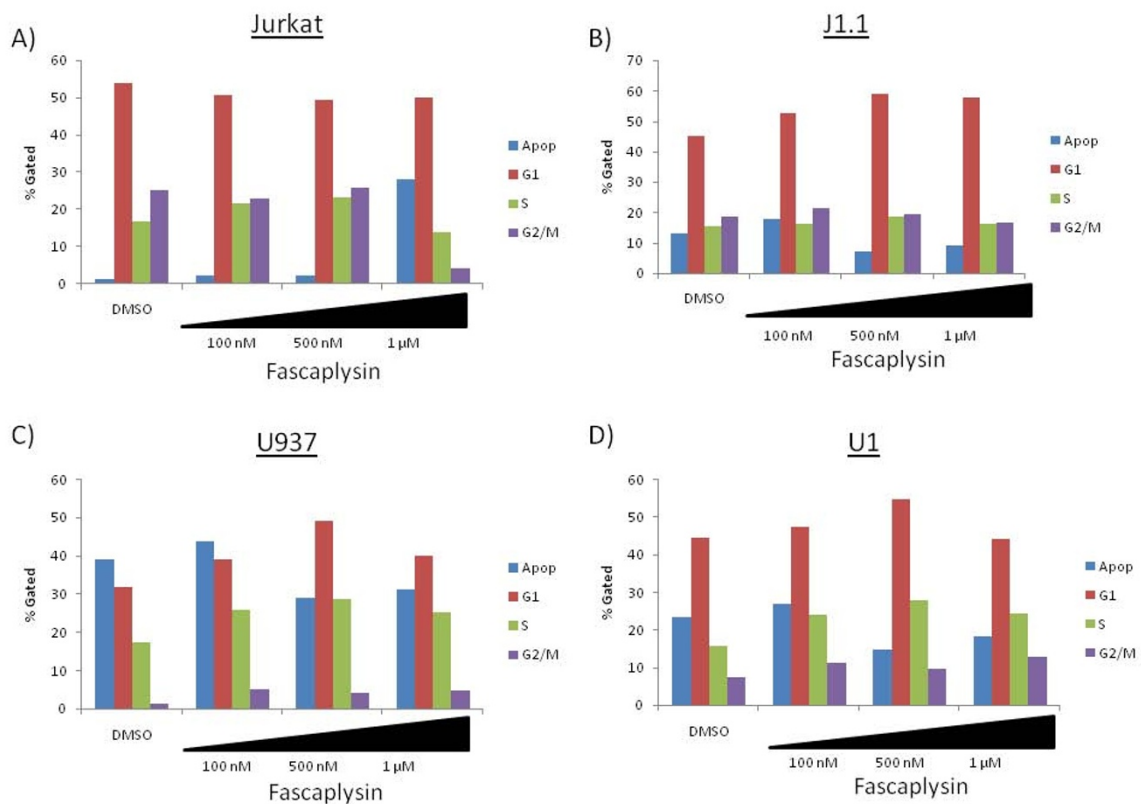 A)
Jurkat
60
50
40
30
20
10
0
% Gated
Apop
G1
S
G2/M
DMSO
100 nM 500 nM 1 µM
Fascaplysin
B)
J1.1
70
60
50
40
30
20
10
0
% Gated
Apop
G1
S
G2/M
DMSO
100 nM 500 nM 1 µM
Fascaplysin
C)
U937
60
50
40
30
20
10
0
% Gated
Apop
G1
S
G2/M
DMSO
100 nM 500 nM 1 µM
Fascaplysin
D)
U1
60
50
40
30
20
10
0
% Gated
Apop
G1
S
G2/M
DMSO
100 nM 500 nM 1 µM
Fascaplysin